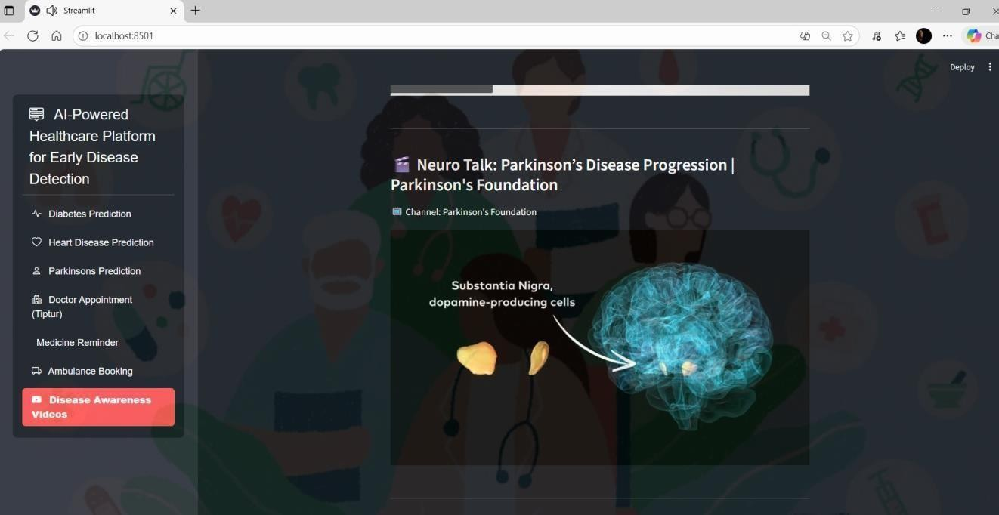 Streamlit
localhost:8501
Cha
Deploy
AI-Powered
Healthcare Platform
for Early Disease
Detection
Diabetes Prediction
Heart Disease Prediction
Parkinsons Prediction
Doctor Appointment
(Tiptur)
Medicine Reminder
Ambulance Booking
Disease Awareness
Videos
Neuro Talk: Parkinson’s Disease Progression |
Parkinson's Foundation
Channel: Parkinson's Foundation
Substantia Nigra,
dopamine-producing cells